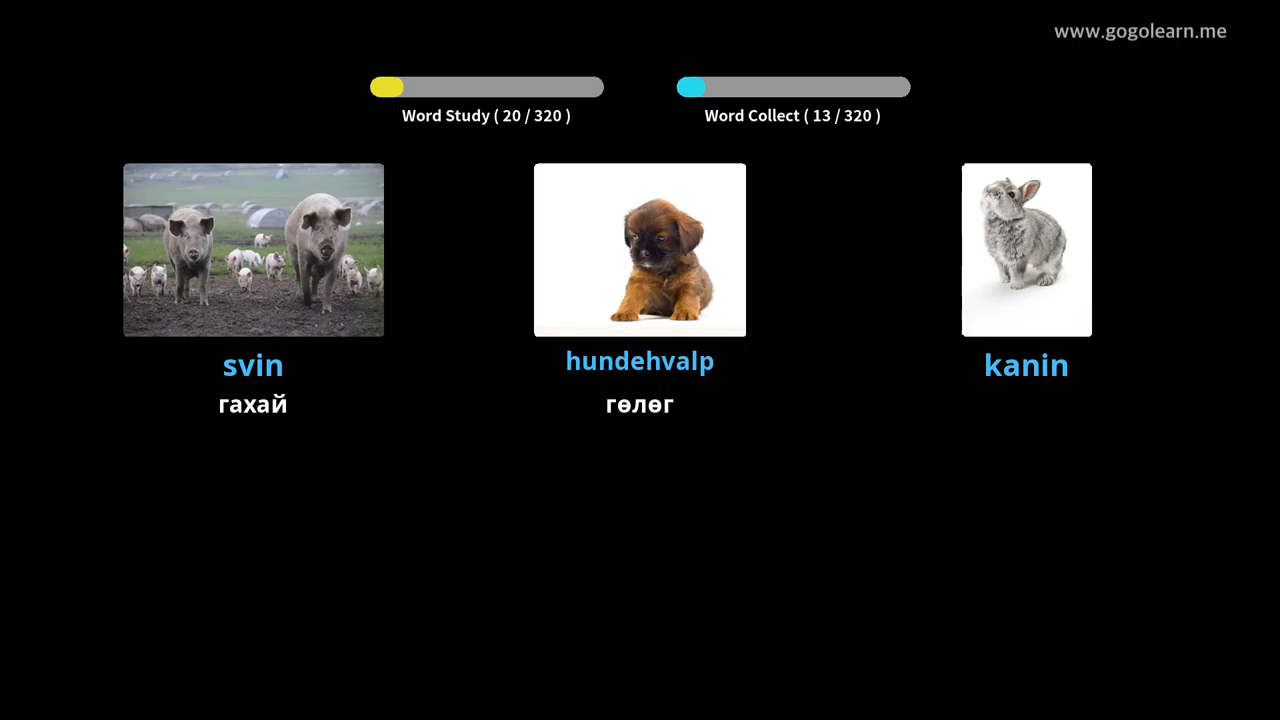 www.gogolearn.me
Word Study ( 20 / 320 )
Word Collect ( 13 / 320 )
svin
hundehvalp
kanin
гахай
гөлөг